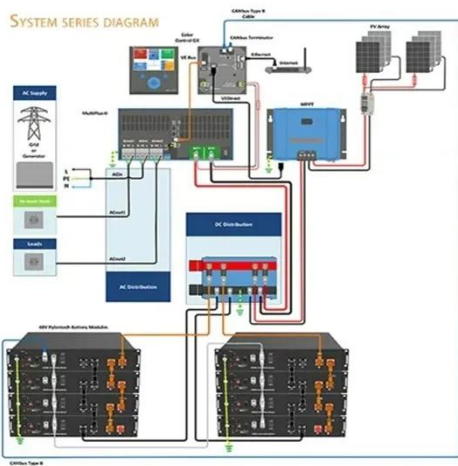 SYSTEM SERIES DIAGRAM
CANbus Type B
Cable
Color
Control GX
CANbus Terminator
PV Array
Ethernet
Internet
VE Bus
AC Supply
VE.Direct
MultiPlus-II
MPPT
Grid
or
Generator
L
PE
N
ACin
ACout1
Loads
ACout2
DC Distribution
AC Distribution
48V Pylontech Battery Modules
CANbus Type B